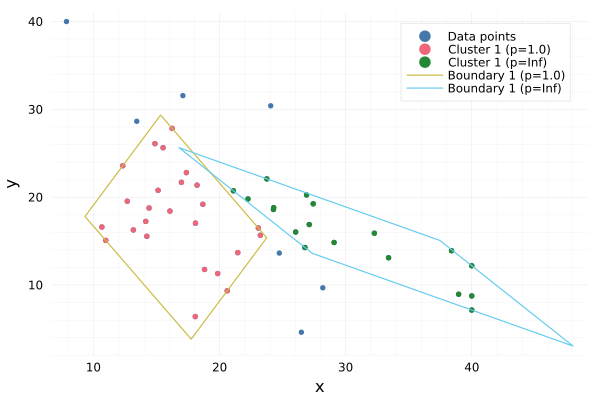 40
30
20
10
y
10
20
30
40
x
Data points
Cluster 1 (p=1.0)
Cluster 1 (p=Inf)
Boundary 1 (p=1.0)
Boundary 1 (p=Inf)